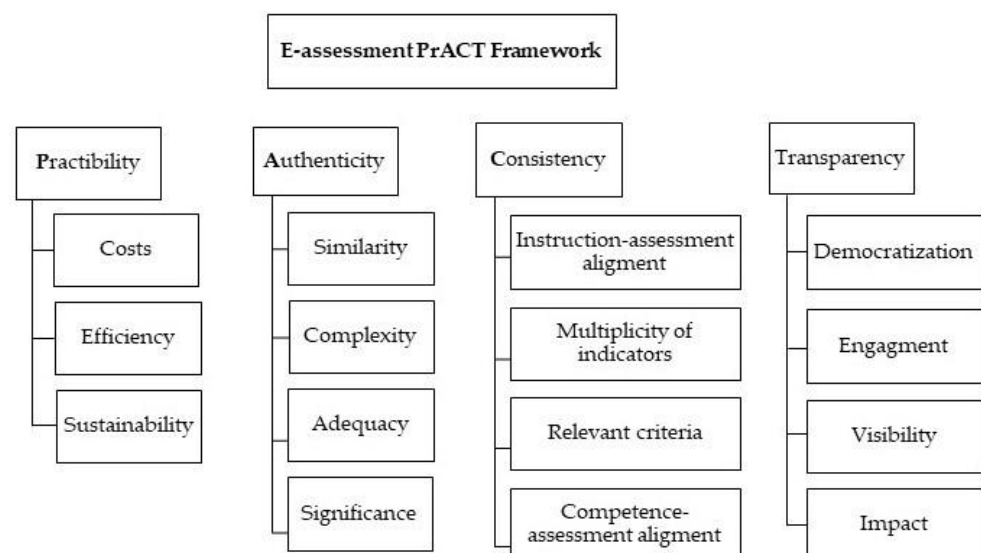 E-assessment PrACT Framework
Practibility
Costs
Efficiency
Sustainability
Authenticity
Similarity
Complexity
Adequacy
Significance
Consistency
Instruction-assessment
aligment
Multiplicity of
indicators
Relevant criteria
Competence-
assessment aligment
Transparency
Democratization
Engagment
Visibility
Impact